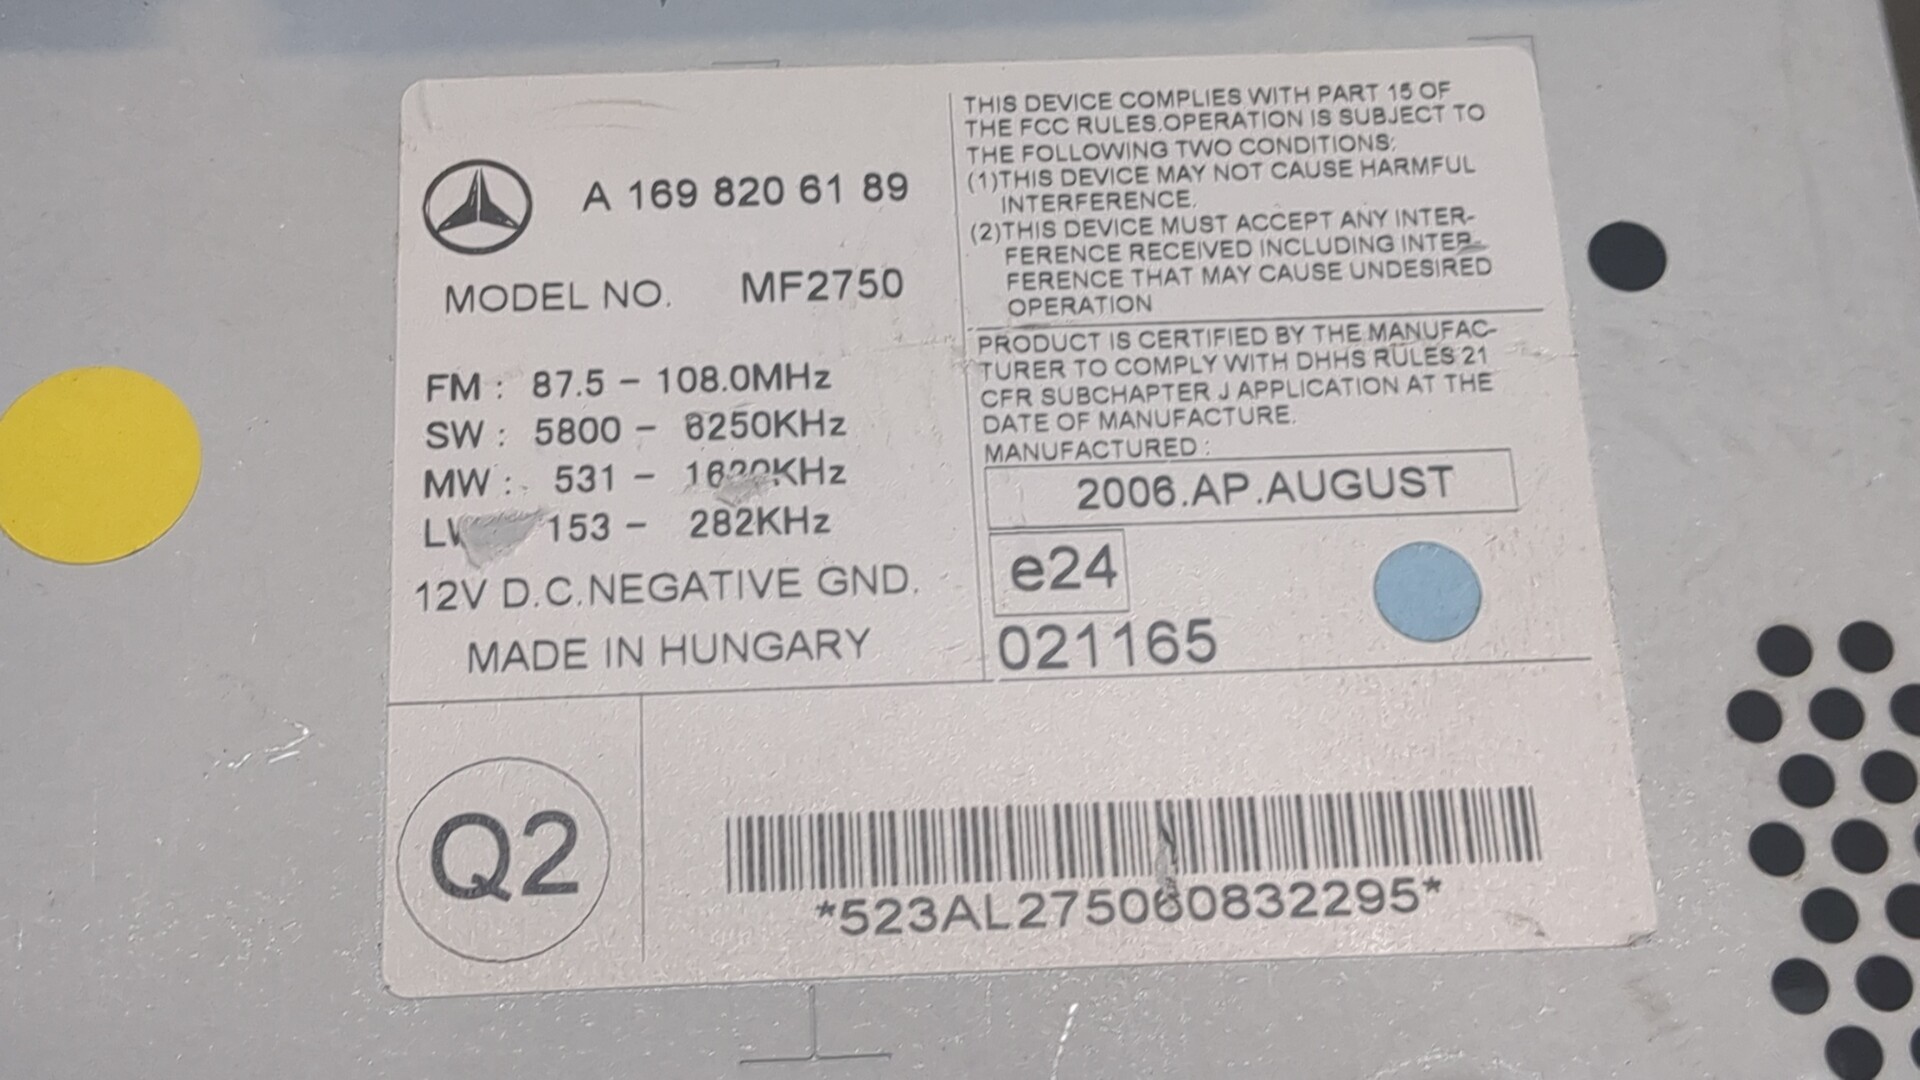 A 169 820 61 89
MODEL NO. MF2750
FM : 87.5 - 108.0MHz
SW : 5800 - 6250KHz
MW : 531 - KHz
153 - 282KHz
12V D.C.NEGATIVE GND.
MADE IN HUNGARY
THIS DEVICE COMPLIES WITH PART 15 OF
THE FCC RULES.OPERATION IS SUBJECT TO
THE FOLLOWING TWO CONDITIONS:
(1)THIS DEVICE MAY NOT CAUSE HARMFUL
INTERFERENCE.
(2)THIS DEVICE MUST ACCEPT ANY INTER-
FERENCE RECEIVED INCLUDING INTER-
FERENCE THAT MAY CAUSE UNDESIRED
OPERATION
PRODUCT IS CERTIFIED BY THE MANUFAC-
TURER TO COMPLY WITH DHHS RULES 21
CFR SUBCHAPTER J APPLICATION AT THE
DATE OF MANUFACTURE.
MANUFACTURED :
2006.AP.AUGUST
e24
021165
Q2
*523AL275060832295*